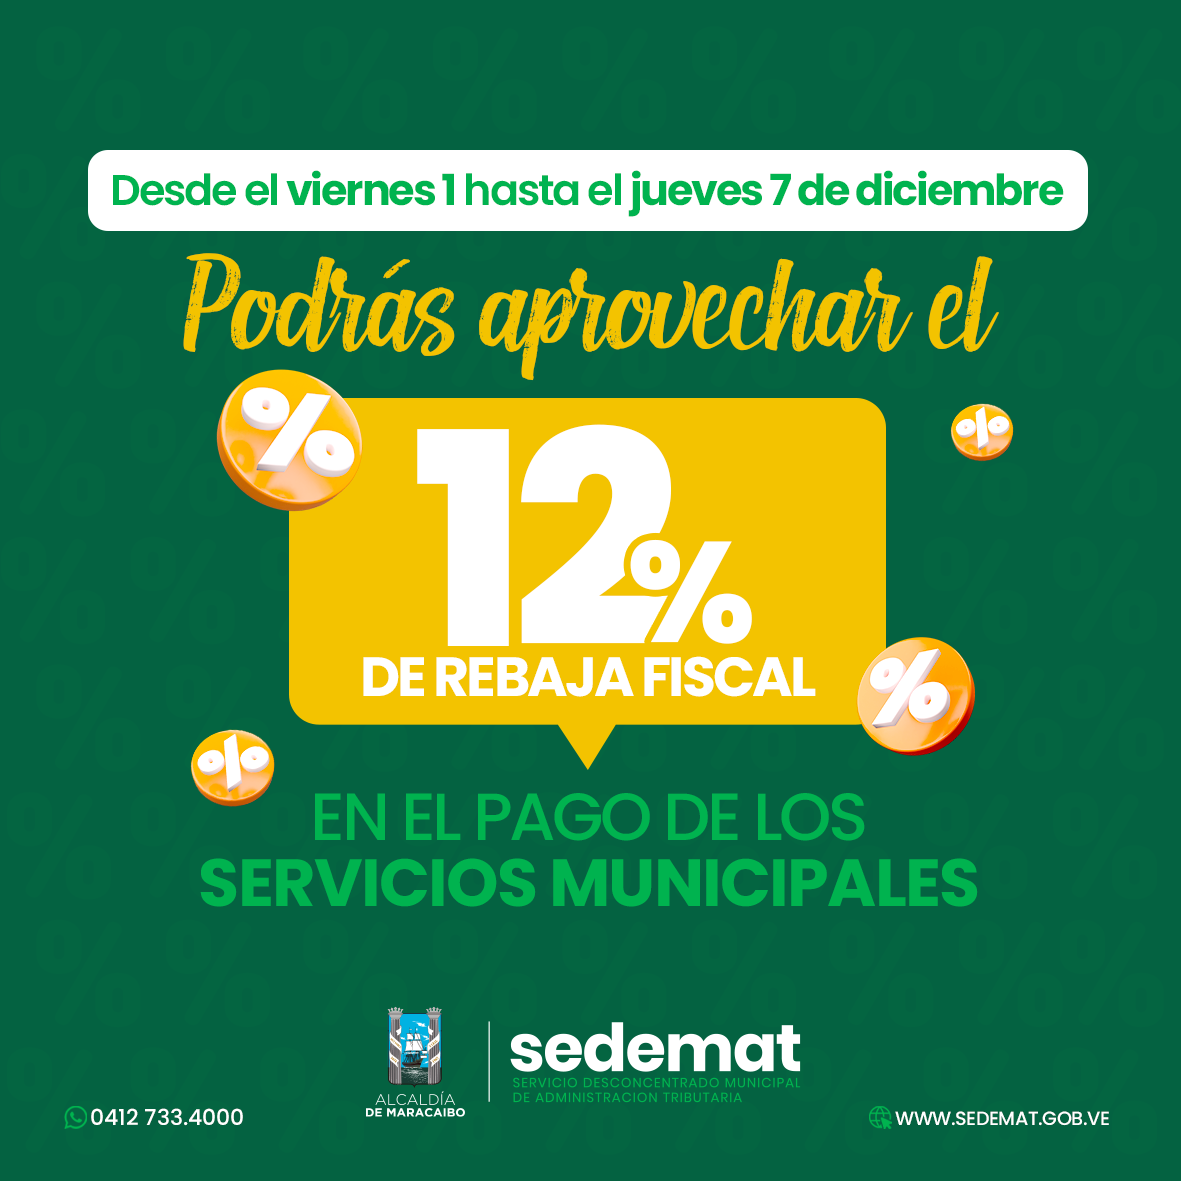 Desde el viernes 1 hasta el jueves 7 de diciembre
Podrás aprovechar el
12%
DE REBAJA FISCAL
EN EL PAGO DE LOS
SERVICIOS MUNICIPALES
ALCALDÍA
DE MARACAIBO
sedemat
SERVICIO DESCONCENTRADO MUNICIPAL
DE ADMINISTRACION TRIBUTARIA
0412 733.4000
WWW.SEDEMAT.GOB.VE